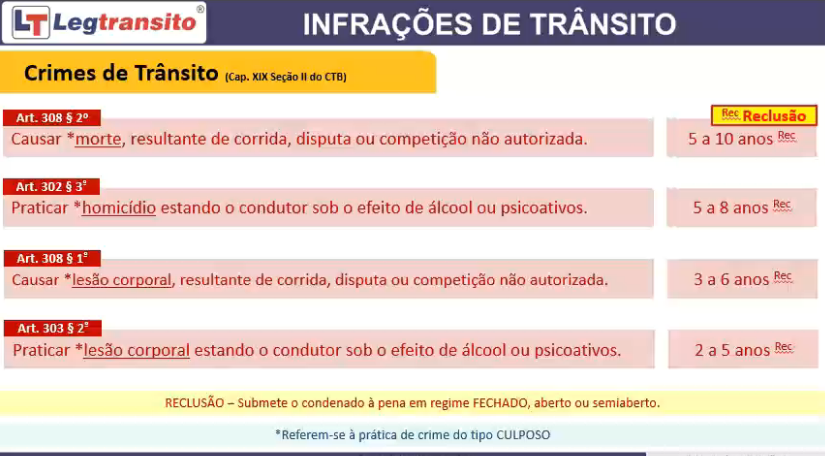 LT Legtransito®
INFRAÇÕES DE TRÂNSITO
Crimes de Trânsito (Cap. XIX Seção II do CTB)
Art. 308 § 2º
Rec Reclusão
Causar *morte, resultante de corrida, disputa ou competição não autorizada.
5 a 10 anos Rec
Art. 302 § 3º
Praticar *homicídio estando o condutor sob o efeito de álcool ou psicoativos.
5 a 8 anos Rec
Art. 308 § 1º
Causar *lesão corporal, resultante de corrida, disputa ou competição não autorizada.
3 a 6 anos Rec
Art. 303 § 2º
Praticar *lesão corporal estando o condutor sob o efeito de álcool ou psicoativos.
2 a 5 anos Rec
RECLUSÃO – Submete o condenado à pena em regime FECHADO, aberto ou semiaberto.
*Referem-se à prática de crime do tipo CULPOSO